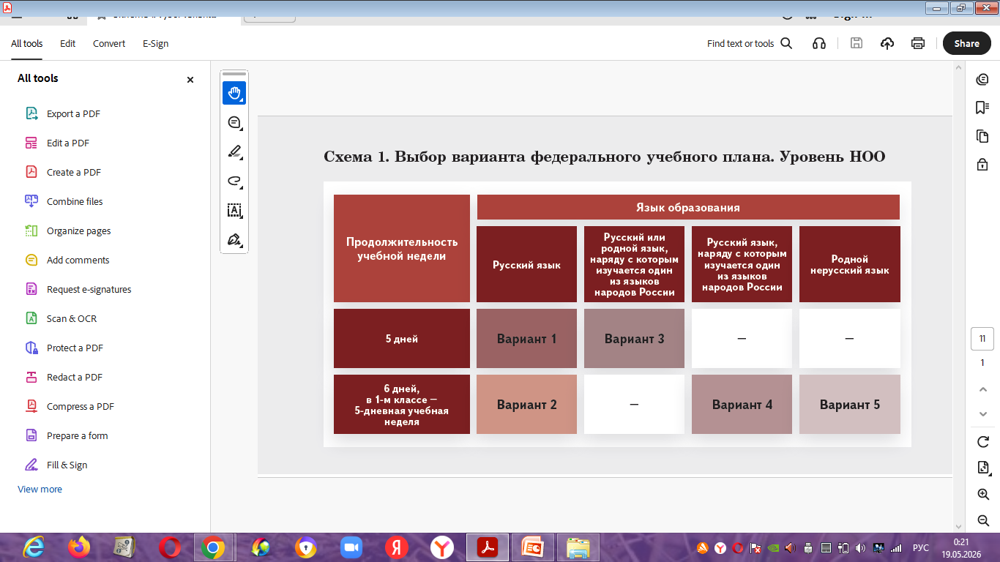 All tools
Edit
Convert
E-Sign
Find text or tools
Share
All tools
Export a PDF
Edit a PDF
Create a PDF
Combine files
Organize pages
Add comments
Request e-signatures
Scan & OCR
Protect a PDF
Redact a PDF
Compress a PDF
Prepare a form
Fill & Sign
View more
Схема 1. Выбор варианта федерального учебного плана. Уровень НОО
Продолжительность
учебной недели
Язык образования
Русский язык
Русский или
родной язык,
наряду с которым
изучается один
из языков
народов России
Русский язык,
наряду с которым
изучается один
из языков
народов России
Родной
нерусский язык
5 дней
Вариант 1
Вариант 3
—
—
6 дней,
в 1-м классе —
5-дневная учебная
неделя
Вариант 2
—
Вариант 4
Вариант 5
11
1
РУС
0:21
19.05.2026